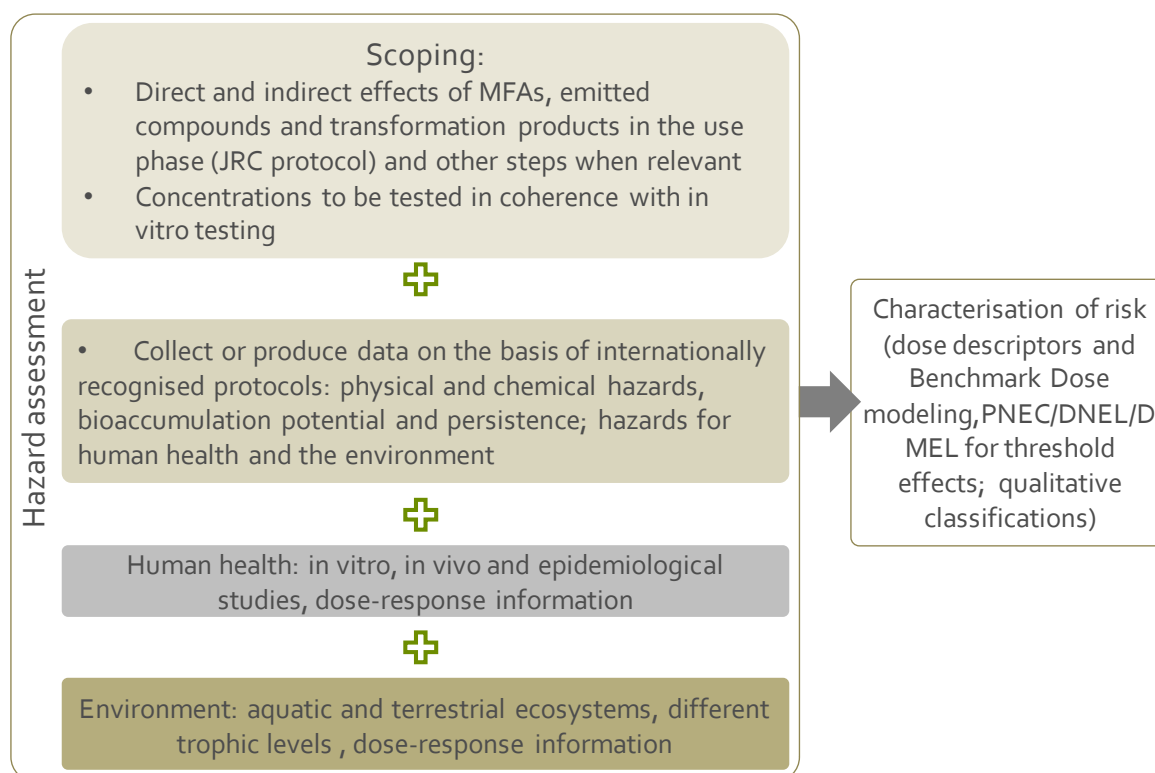 Scoping:
• Direct and indirect effects of MFAs, emitted
compounds and transformation products in the use
phase (JRC protocol) and other steps when relevant
• Concentrations to be tested in coherence with in
vitro testing
Hazard assessment
• Collect or produce data on the basis of internationally
recognised protocols: physical and chemical hazards,
bioaccumulation potential and persistence; hazards for
human health and the environment
Human health: in vitro, in vivo and epidemiological
studies, dose-response information
Environment: aquatic and terrestrial ecosystems, different
trophic levels , dose-response information
Characterisation of risk
(dose descriptors and
Benchmark Dose
modeling,PNEC/DNEL/D
MEL for threshold
effects; qualitative
classifications)